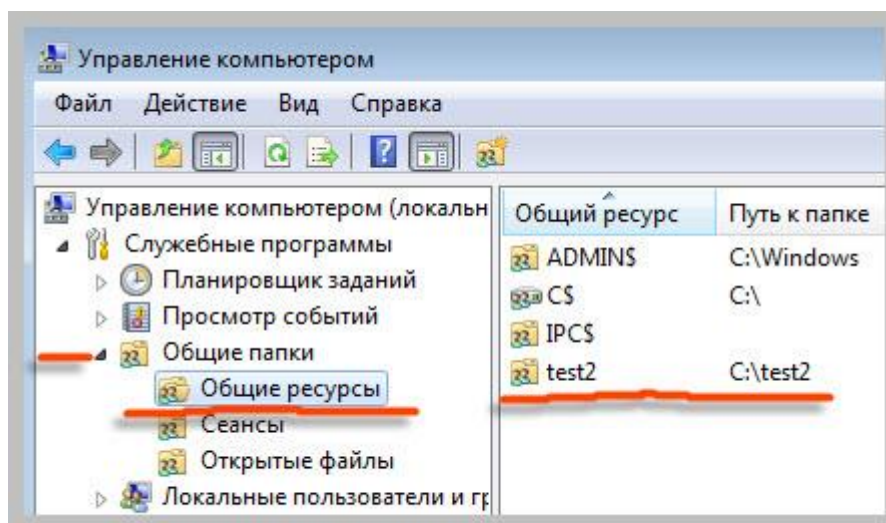 Управление компьютером
Файл Действие Вид Справка
Управление компьютером (локальн
Служебные программы
Планировщик заданий
Просмотр событий
Общие папки
Общие ресурсы
Сеансы
Открытые файлы
Локальные пользователи и гр
Общий ресурс Путь к папке
ADMIN$ C:\Windows
C$ C:\
IPC$
test2 C:\test2